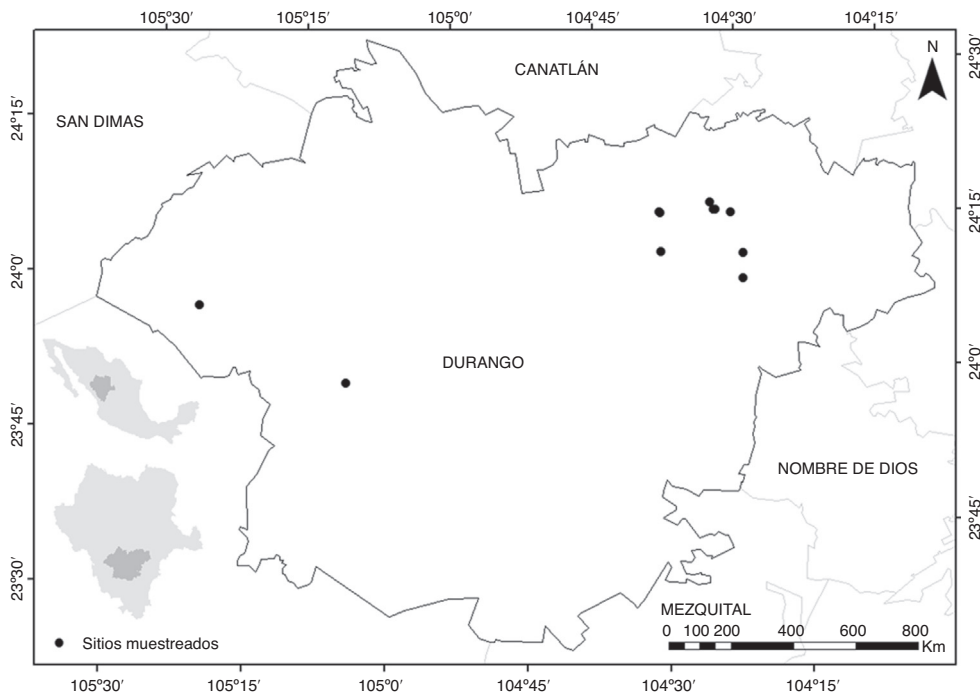 105°30′ 105°15′ 105°0′ 104°45′ 104°30′ 104°15′
24°30′
N
CANATLÁN
24°15′
SAN DIMAS
24°15′
24°0′
DURANGO
24°0′
23°45′
NOMBRE DE DIOS
23°45′
23°30′
MEZQUITAL
0 100 200 400 600 800
Km
Sitios muestreados
105°30′ 105°15′ 105°0′ 104°45′ 104°30′ 104°15′